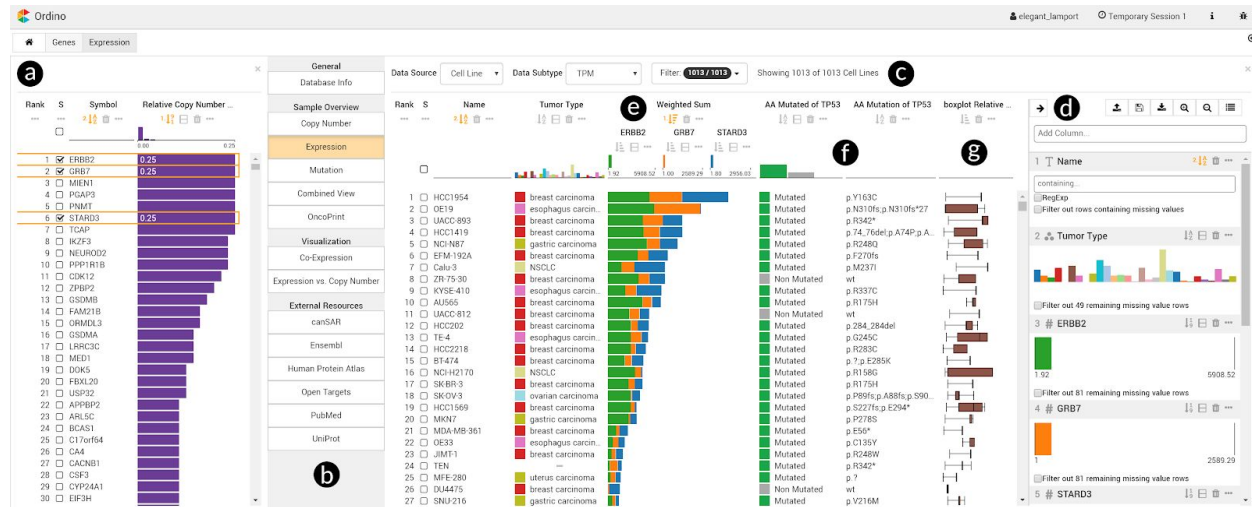 Ordino
elegant_lamport Temporary Session 1
Genes Expression
a
Rank S Symbol Relative Copy Number ...
0.00 0.25
1 ERBB2 0.25
2 GRB7 0.25
3 MIEN1
4 PGAP3
5 PNMT
6 STARD3 0.25
7 TCAP
8 IKZF3
9 NEUROD2
10 PPP1R1B
11 CDK12
12 ZPBP2
13 GSDMB
14 FAM21B
15 ORMDL3
16 GSDMA
17 LRRC3C
18 MED1
19 DOK5
20 FBXL20
21 USP32
22 APPBP2
23 ARL5C
24 BCAS1
25 C17orf64
26 CA4
27 CACNB1
28 CSF3
29 CYP24A1
30 EIF3H
General
Database Info
Sample Overview
Copy Number
Expression
Mutation
Combined View
OncoPrint
Visualization
Co-Expression
Expression vs. Copy Number
External Resources
canSAR
Ensembl
Human Protein Atlas
Open Targets
PubMed
UniProt
b
Data Source Cell Line Data Subtype TPM Filter: 1013 / 1013 Showing 1013 of 1013 Cell Lines c
Rank S Name Tumor Type e Weighted Sum AA Mutated of TP53 AA Mutation of TP53 boxplot Relative ...
ERBB2 GRB7 STARD3
f g
1.92 5908.52 1.00 2589.29 1.00 2956.03
1 HCC1954 breast carcinoma Mutated p.Y163C
2 OE19 esophagus carcin... Mutated p.N310fs;p.N310fs*27
3 UACC-893 breast carcinoma Mutated p.R342*
4 HCC1419 breast carcinoma Mutated p.74_76del;p.A74P;p.A...
5 NCI-N87 gastric carcinoma Mutated p.R248Q
6 EFM-192A breast carcinoma Mutated p.F270fs
7 Calu-3 NSCLC Mutated p.M237I
8 ZR-75-30 breast carcinoma Non Mutated wt
9 KYSE-410 esophagus carcin... Mutated p.R337C
10 AU565 breast carcinoma Mutated p.R175H
11 UACC-812 breast carcinoma Non Mutated wt
12 HCC202 breast carcinoma Mutated p.284_284del
13 TE-4 esophagus carcin... Mutated p.G245C
14 HCC2218 breast carcinoma Mutated p.R283C
15 BT-474 breast carcinoma Mutated p.?;p.E285K
16 NCI-H2170 NSCLC Mutated p.R158G
17 SK-BR-3 breast carcinoma Mutated p.R175H
18 SK-OV-3 ovarian carcinoma Mutated p.P89fs;p.A88fs;p.S90...
19 HCC1569 breast carcinoma Mutated p.S227fs;p.E294*
20 MKN7 gastric carcinoma Mutated p.P278S
21 MDA-MB-361 breast carcinoma Mutated p.E56*
22 OE33 esophagus carcin... Mutated p.C135Y
23 JIMT-1 breast carcinoma Mutated p.R248W
24 TEN — Mutated p.R342*
25 MFE-280 uterus carcinoma Mutated p.?
26 DU4475 breast carcinoma Non Mutated wt
27 SNU-216 gastric carcinoma Mutated p.V216M
d
Add Column...
1 Name
containing...
RegExp
Filter out rows containing missing values
2 Tumor Type
Filter out 49 remaining missing value rows
3 # ERBB2
1.92 5908.52
Filter out 81 remaining missing value rows
4 # GRB7
1 2589.29
Filter out 81 remaining missing value rows
5 # STARD3